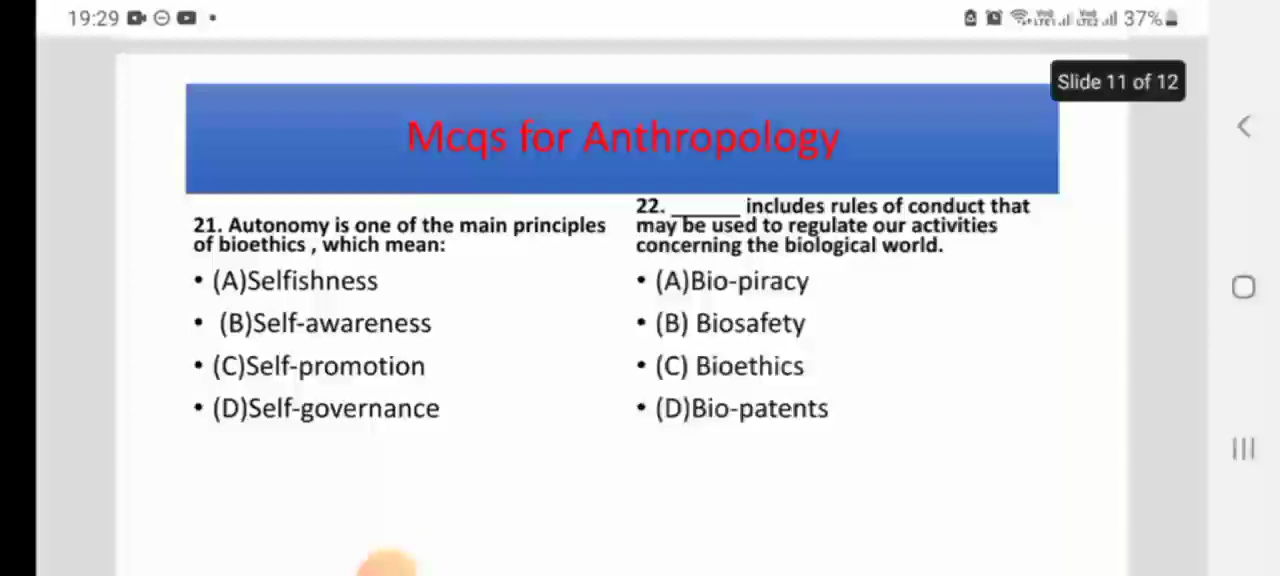 19:29
37%
Slide 11 of 12
Mcqs for Anthropology
21. Autonomy is one of the main principles
of bioethics , which mean:
• (A)Selfishness
• (B)Self-awareness
• (C)Self-promotion
• (D)Self-governance
22. ______ includes rules of conduct that
may be used to regulate our activities
concerning the biological world.
• (A)Bio-piracy
• (B) Biosafety
• (C) Bioethics
• (D)Bio-patents